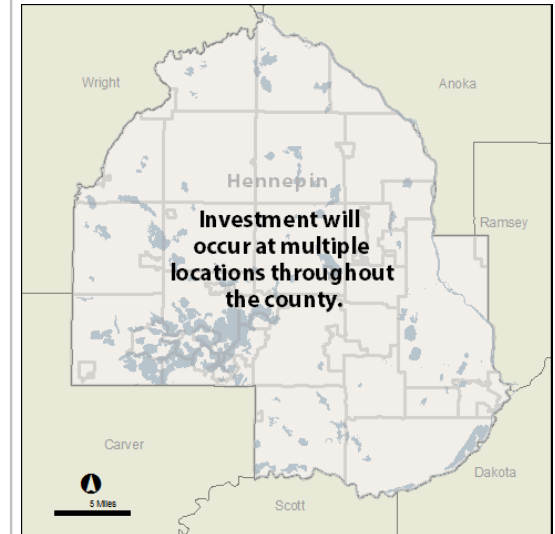 Wright
Anoka
Hennepin
Ramsey
Investment will
occur at multiple
locations throughout
the county.
Carver
Dakota
Scott
5 Miles